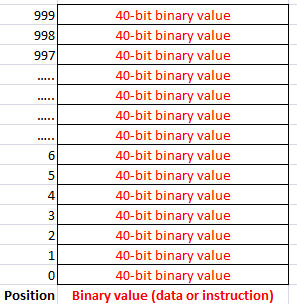 999 40-bit binary value
998 40-bit binary value
997 40-bit binary value
..... 40-bit binary value
..... 40-bit binary value
..... 40-bit binary value
..... 40-bit binary value
6 40-bit binary value
5 40-bit binary value
4 40-bit binary value
3 40-bit binary value
2 40-bit binary value
1 40-bit binary value
0 40-bit binary value
Position Binary value (data or instruction)